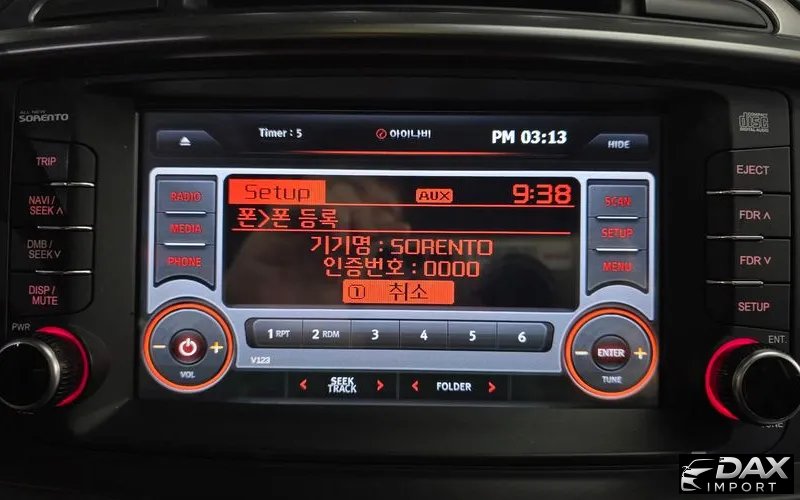 ALL NEW
SORENTO
TRIP
NAVI/
SEEK ∧
DMB/
SEEK ∨
DISP/
MUTE
PWR
Timer : 5
아이나비
PM 03:13
HIDE
RADIO
MEDIA
PHONE
Setup
AUX
9:38
폰>폰 등록
기기명 : SORENTO
인증번호 : 0000
① 취소
SCAN
SETUP
MENU
1 RPT
2 RDM
3
4
5
6
V123
VOL
ENTER
TUNE
SEEK
TRACK
FOLDER
COMPACT
DISC
DIGITAL AUDIO
EJECT
FDR ∧
FDR ∨
SETUP
ENT.
TUNE
DAX
IMPORT